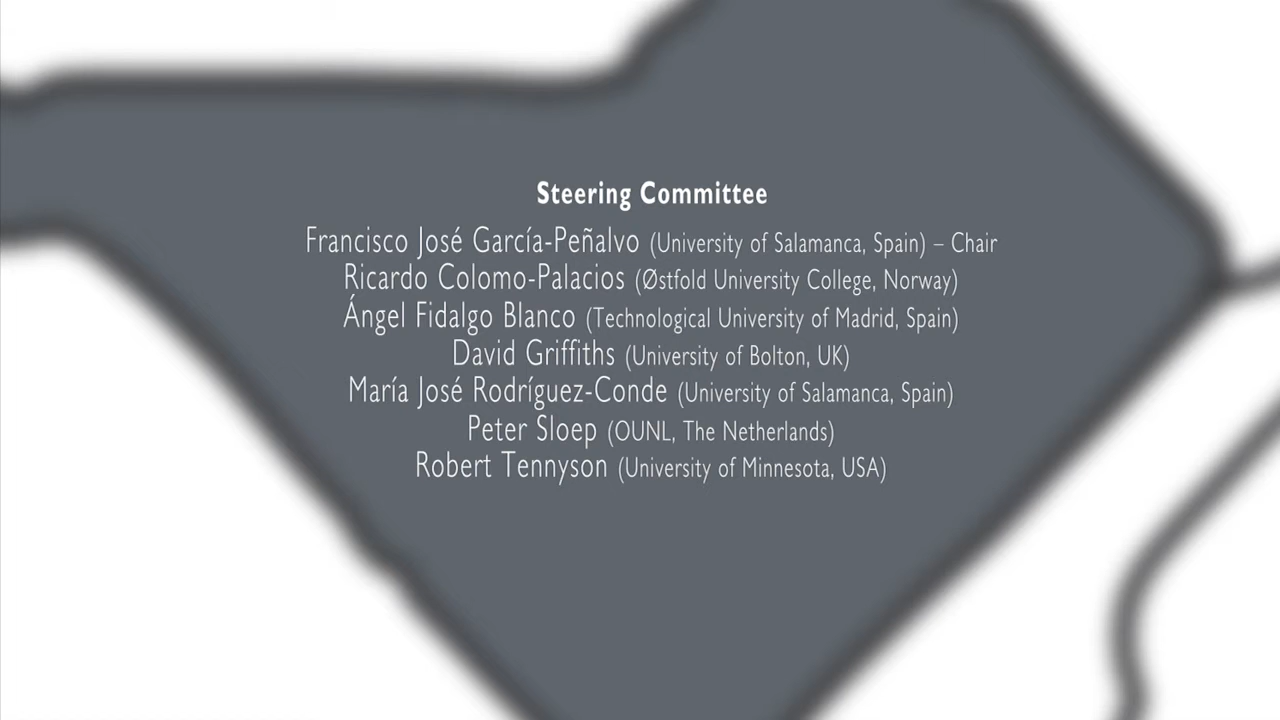 Steering Committee
Francisco José García-Peñalvo (University of Salamanca, Spain) – Chair
Ricardo Colomo-Palacios (Østfold University College, Norway)
Ángel Fidalgo Blanco (Technological University of Madrid, Spain)
David Griffiths (University of Bolton, UK)
María José Rodríguez-Conde (University of Salamanca, Spain)
Peter Sloep (OUNL, The Netherlands)
Robert Tennyson (University of Minnesota, USA)